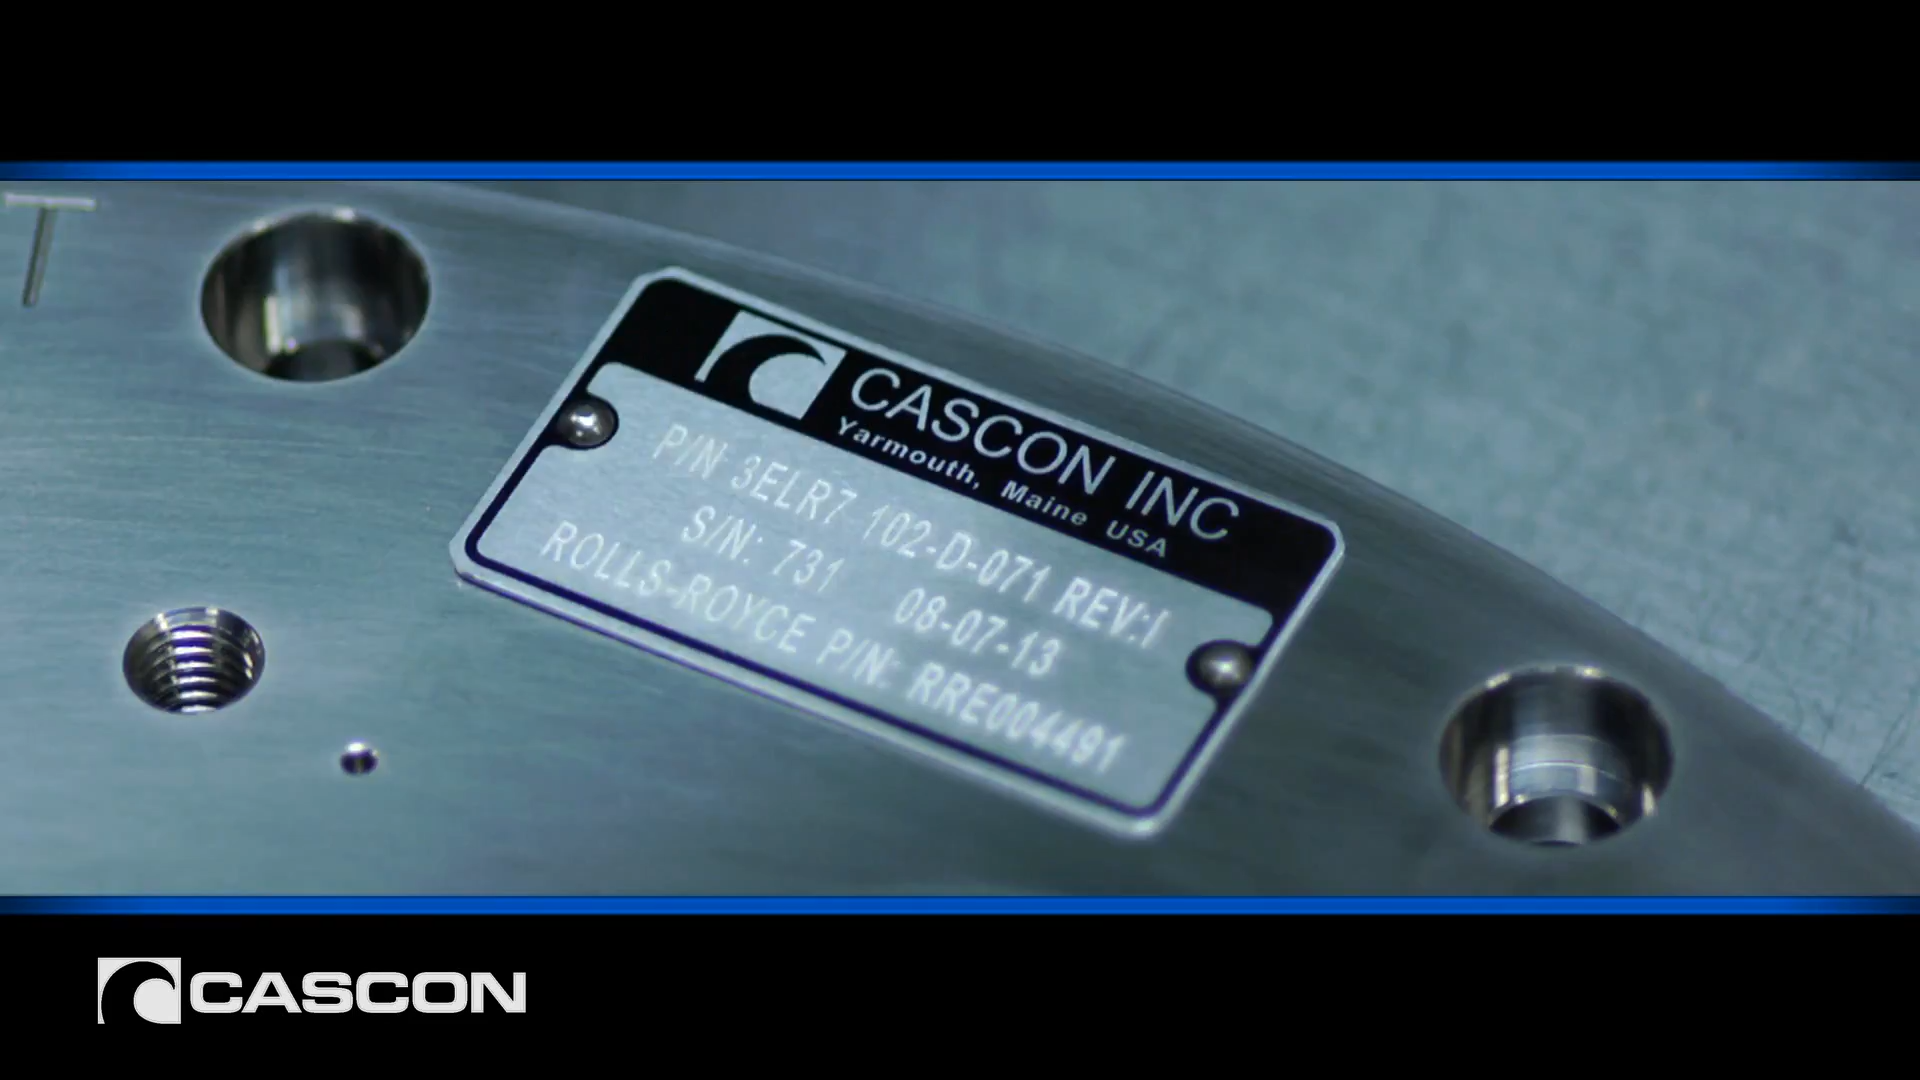 T
CASCON INC
Yarmouth, Maine USA
P/N 3ELR7 102-D-071 REV:I
S/N: 731 08-07-13
ROLLS-ROYCE P/N: RRE004491
CASCON